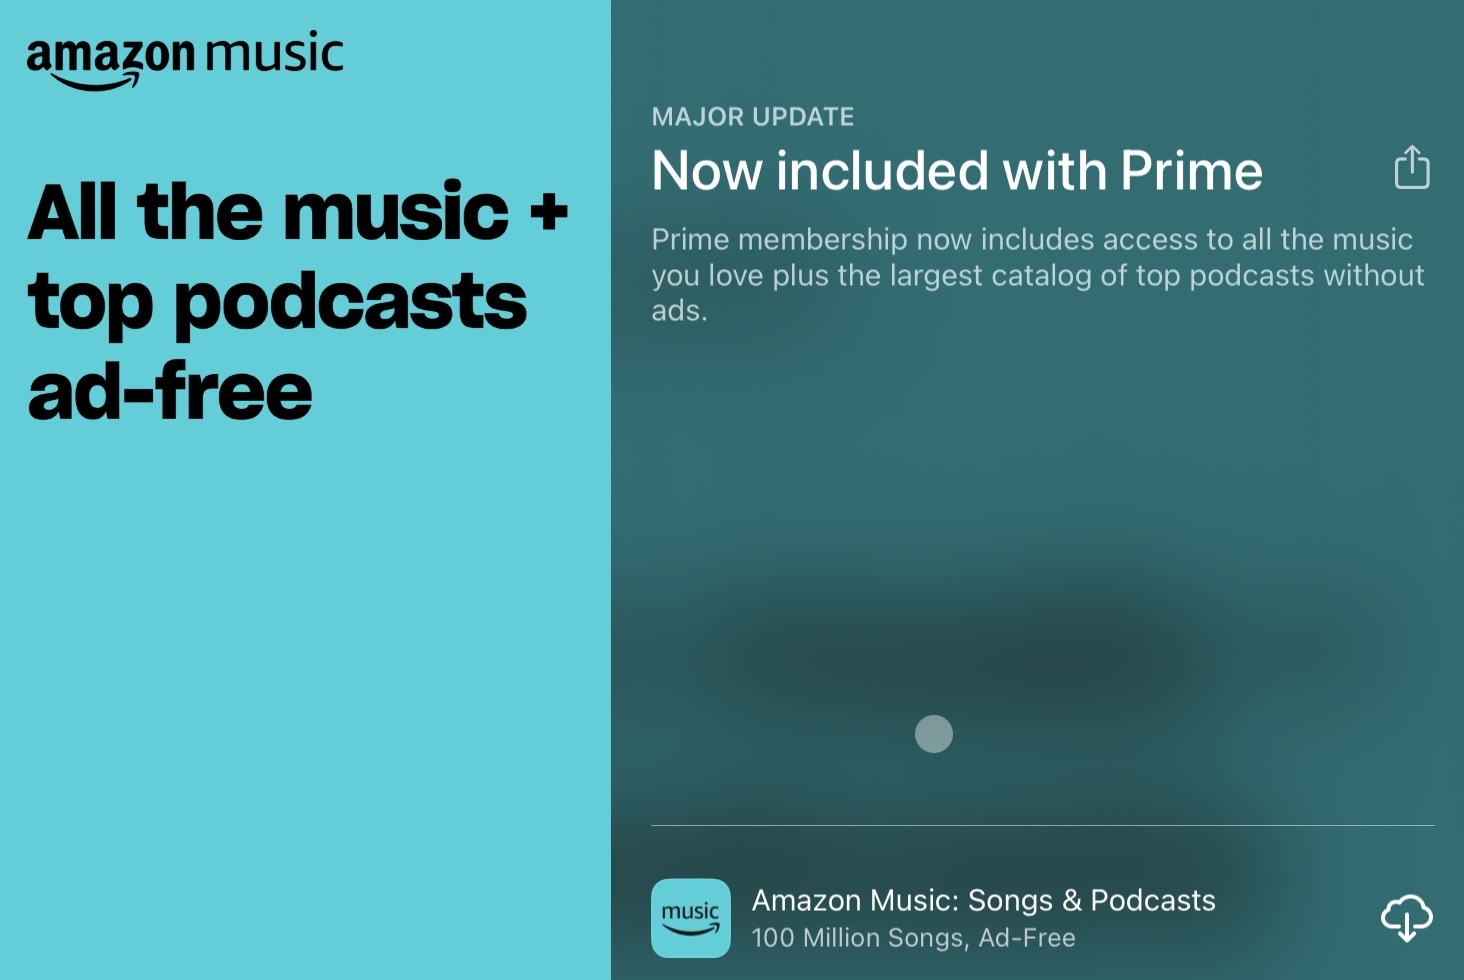 amazon music
All the music +
top podcasts
ad-free
MAJOR UPDATE
Now included with Prime
Prime membership now includes access to all the music
you love plus the largest catalog of top podcasts without
ads.
music
Amazon Music: Songs & Podcasts
100 Million Songs, Ad-Free